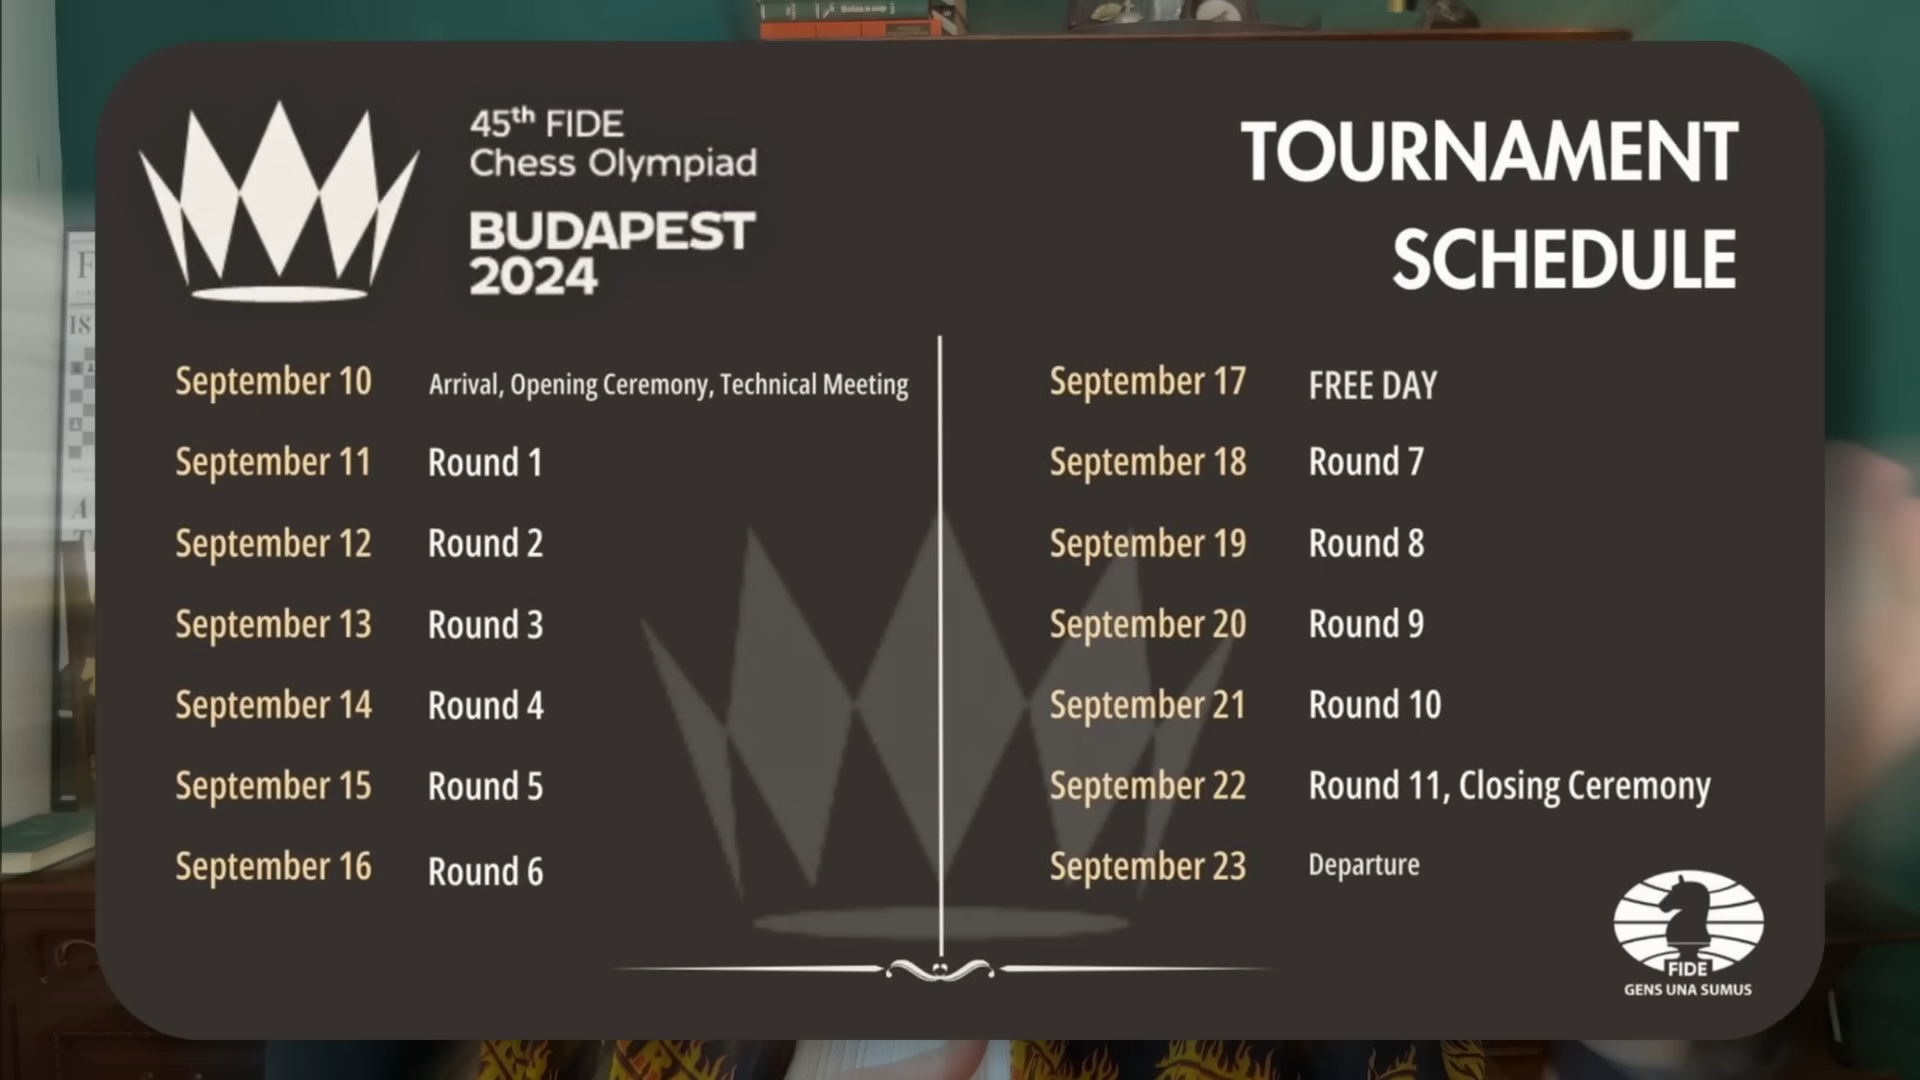 45th FIDE
Chess Olympiad
BUDAPEST
2024
TOURNAMENT
SCHEDULE
September 10 Arrival, Opening Ceremony, Technical Meeting
September 11 Round 1
September 12 Round 2
September 13 Round 3
September 14 Round 4
September 15 Round 5
September 16 Round 6
September 17 FREE DAY
September 18 Round 7
September 19 Round 8
September 20 Round 9
September 21 Round 10
September 22 Round 11, Closing Ceremony
September 23 Departure
FIDE
GENS UNA SUMUS
F
IS
A
T